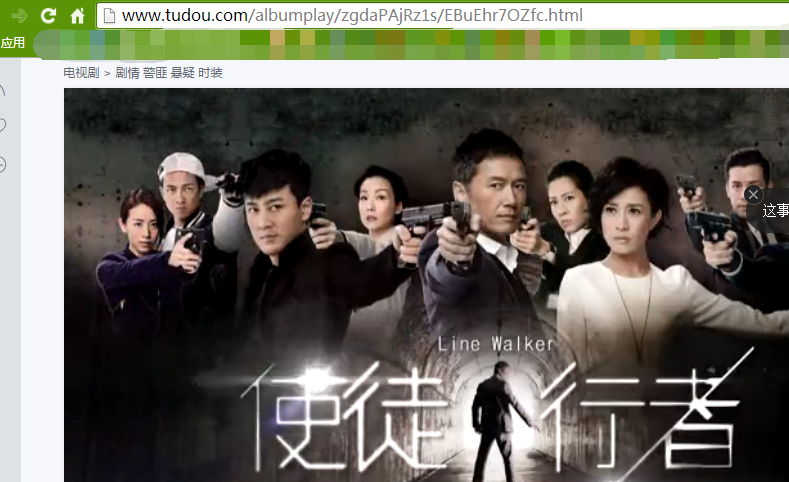 www.tudou.com/albumplay/zgdaPAjRz1s/EBuEhr7OZfc.html
应用
电视剧 > 剧情 警匪 悬疑 时装
这事
Line Walker
使徒行者